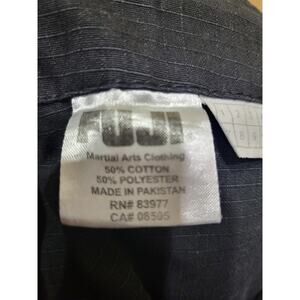 FUJI
Martial Arts Clothing
50% COTTON
50% POLYESTER
MADE IN PAKISTAN
RN# 83977
CA# 08505